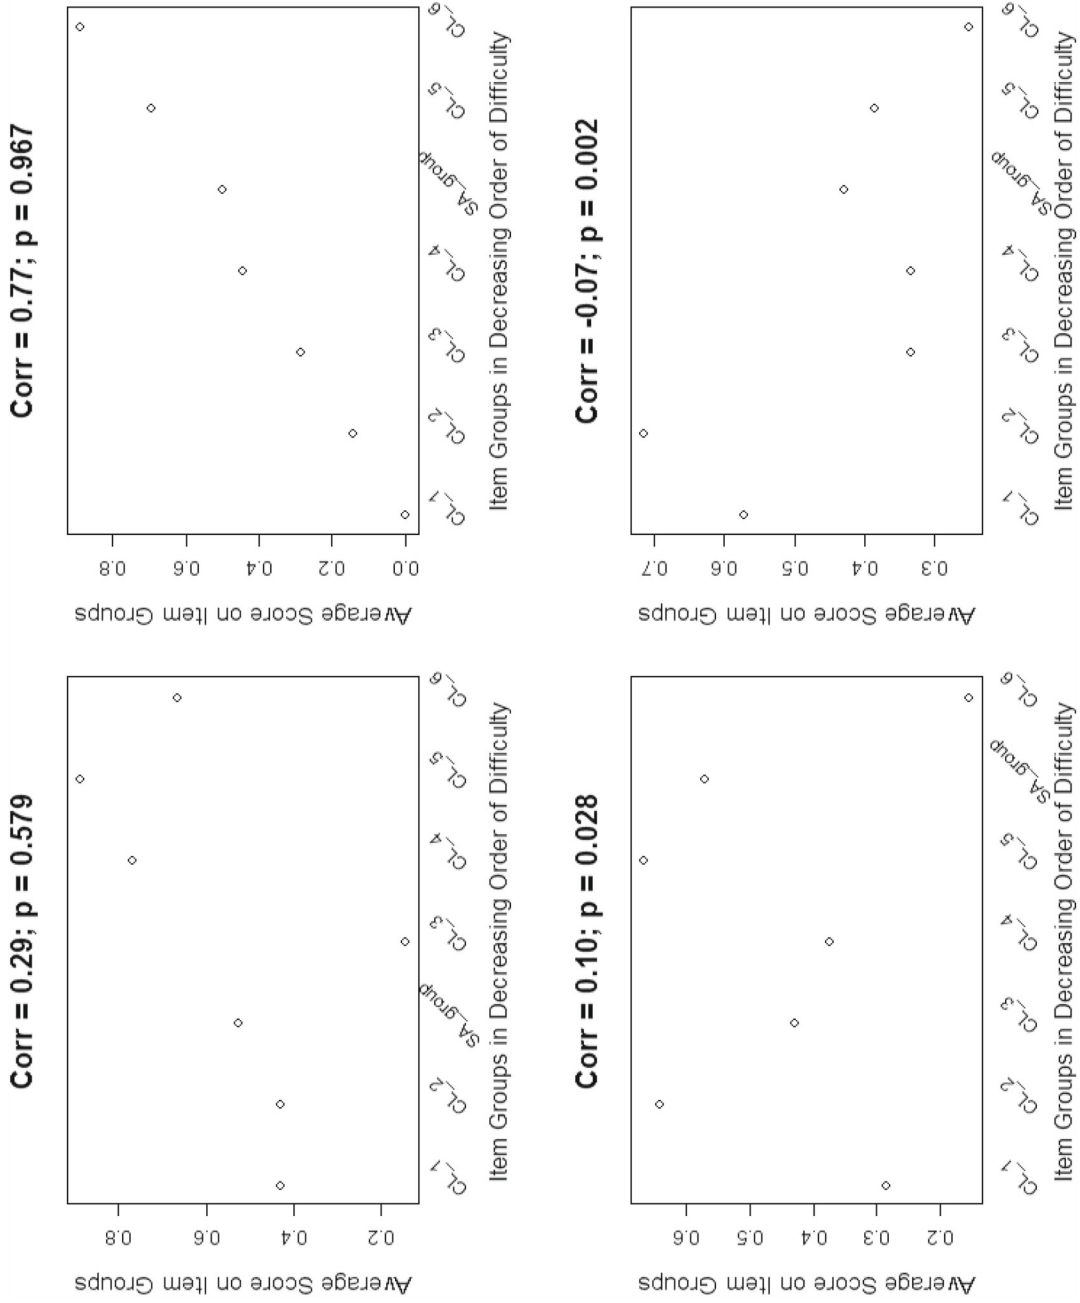 Corr = 0.29; p = 0.579
Average Score on Item Groups
0.8
0.6
0.4
0.2
CL_1
CL_2
SA_group
CL_3
CL_4
CL_5
CL_6
Item Groups in Decreasing Order of Difficulty
Corr = 0.77; p = 0.967
Average Score on Item Groups
0.8
0.6
0.4
0.2
0.0
CL_1
CL_2
CL_3
CL_4
SA_group
CL_5
CL_6
Item Groups in Decreasing Order of Difficulty
Corr = 0.10; p = 0.028
Average Score on Item Groups
0.6
0.5
0.4
0.3
0.2
CL_1
CL_2
CL_3
CL_4
CL_5
SA_group
CL_6
Item Groups in Decreasing Order of Difficulty
Corr = -0.07; p = 0.002
Average Score on Item Groups
0.7
0.6
0.5
0.4
0.3
CL_1
CL_2
CL_3
CL_4
SA_group
CL_5
CL_6
Item Groups in Decreasing Order of Difficulty